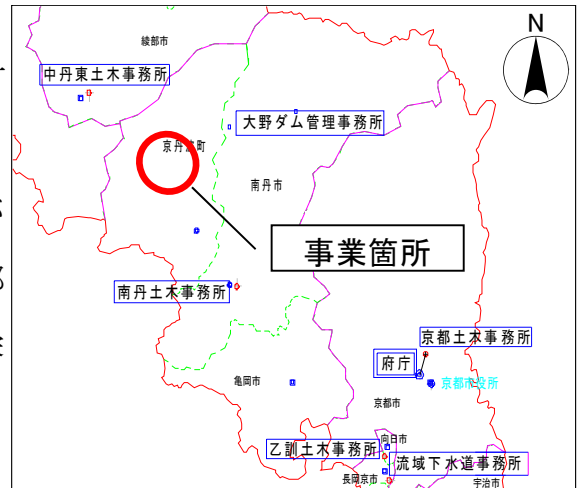 N
綾部市
中丹東土木事務所
大野ダム管理事務所
京丹波町
南丹市
事業箇所
南丹土木事務所
京都土木事務所
府庁
亀岡市
京都市役所
京都市
乙訓土木事務所
向日市
流域下水道事務所
長岡京市
宇治市